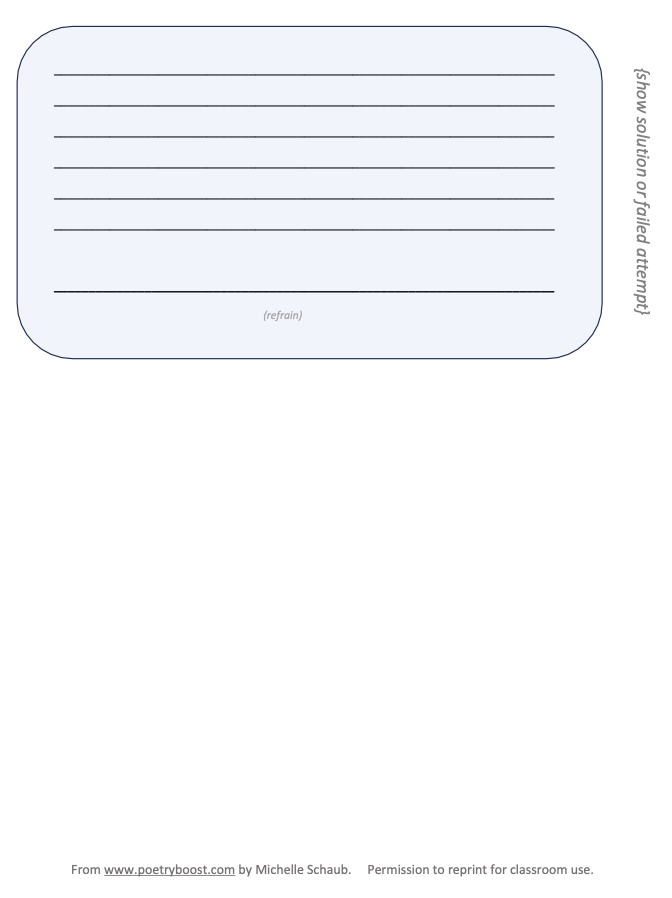 {show solution or failed attempt}
(refrain)
From www.poetryboost.com by Michelle Schaub. Permission to reprint for classroom use.